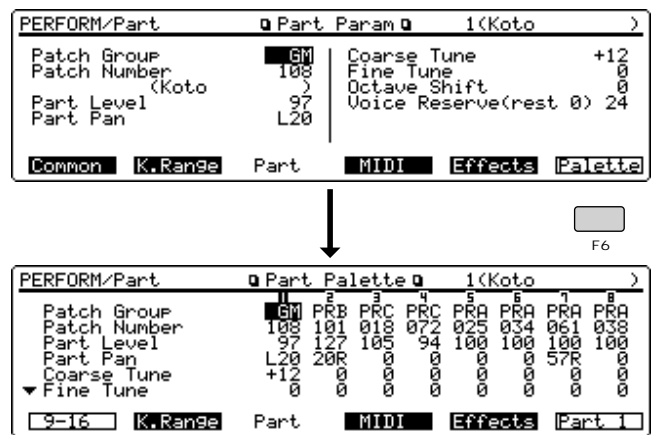 PERFORM/Part Part Param 1(Koto )
Patch Group GM Coarse Tune +12
Patch Number 108 Fine Tune 0
(Koto ) Octave Shift 0
Part Level 97 Voice Reserve(rest 0) 24
Part Pan L20
Common K.Range Part MIDI Effects Palette
F6
PERFORM/Part Part Palette 1(Koto )
1 2 3 4 5 6 7 8
Patch Group GM PRB PRC PRC PRA PRA PRA PRA
Patch Number 108 101 018 072 025 034 061 038
Part Level 97 127 105 94 100 100 100 100
Part Pan L20 20R 0 0 0 0 57R 0
Coarse Tune +12 0 0 0 0 0 0 0
Fine Tune 0 0 0 0 0 0 0 0
9-16 K.Range Part MIDI Effects Part 1